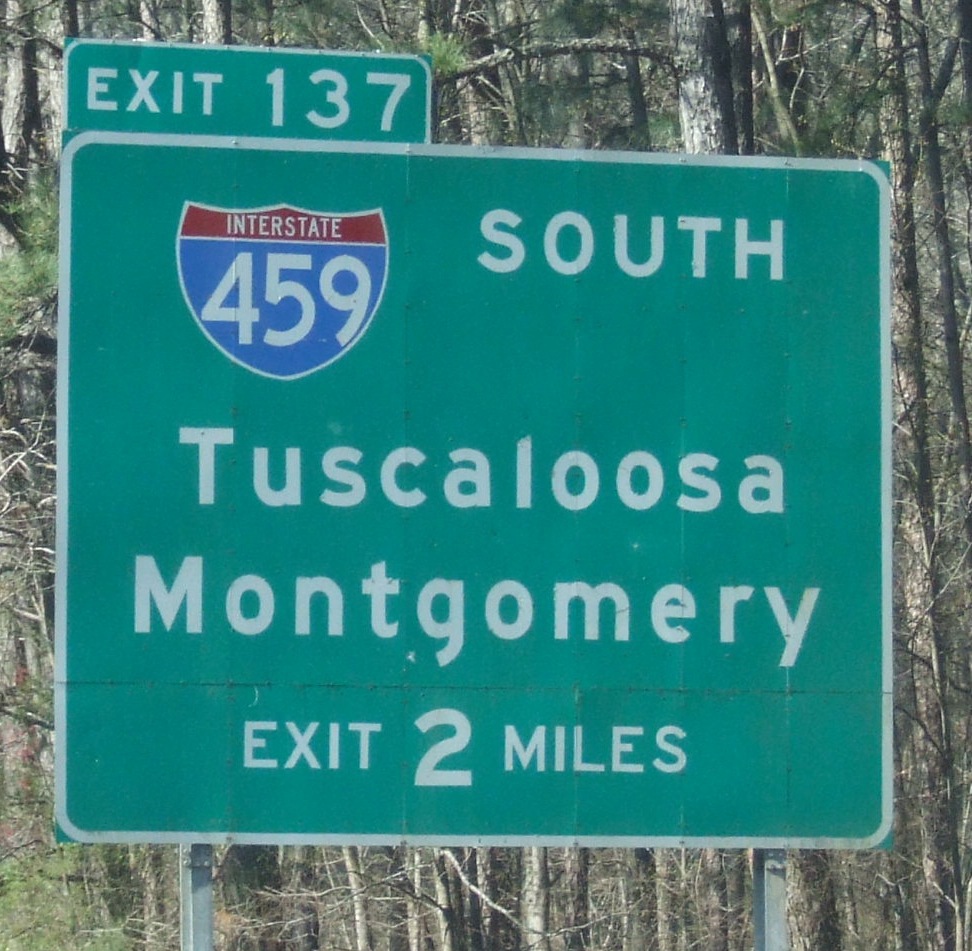 EXIT 137
INTERSTATE
459
SOUTH
Tuscaloosa
Montgomery
EXIT 2 MILES